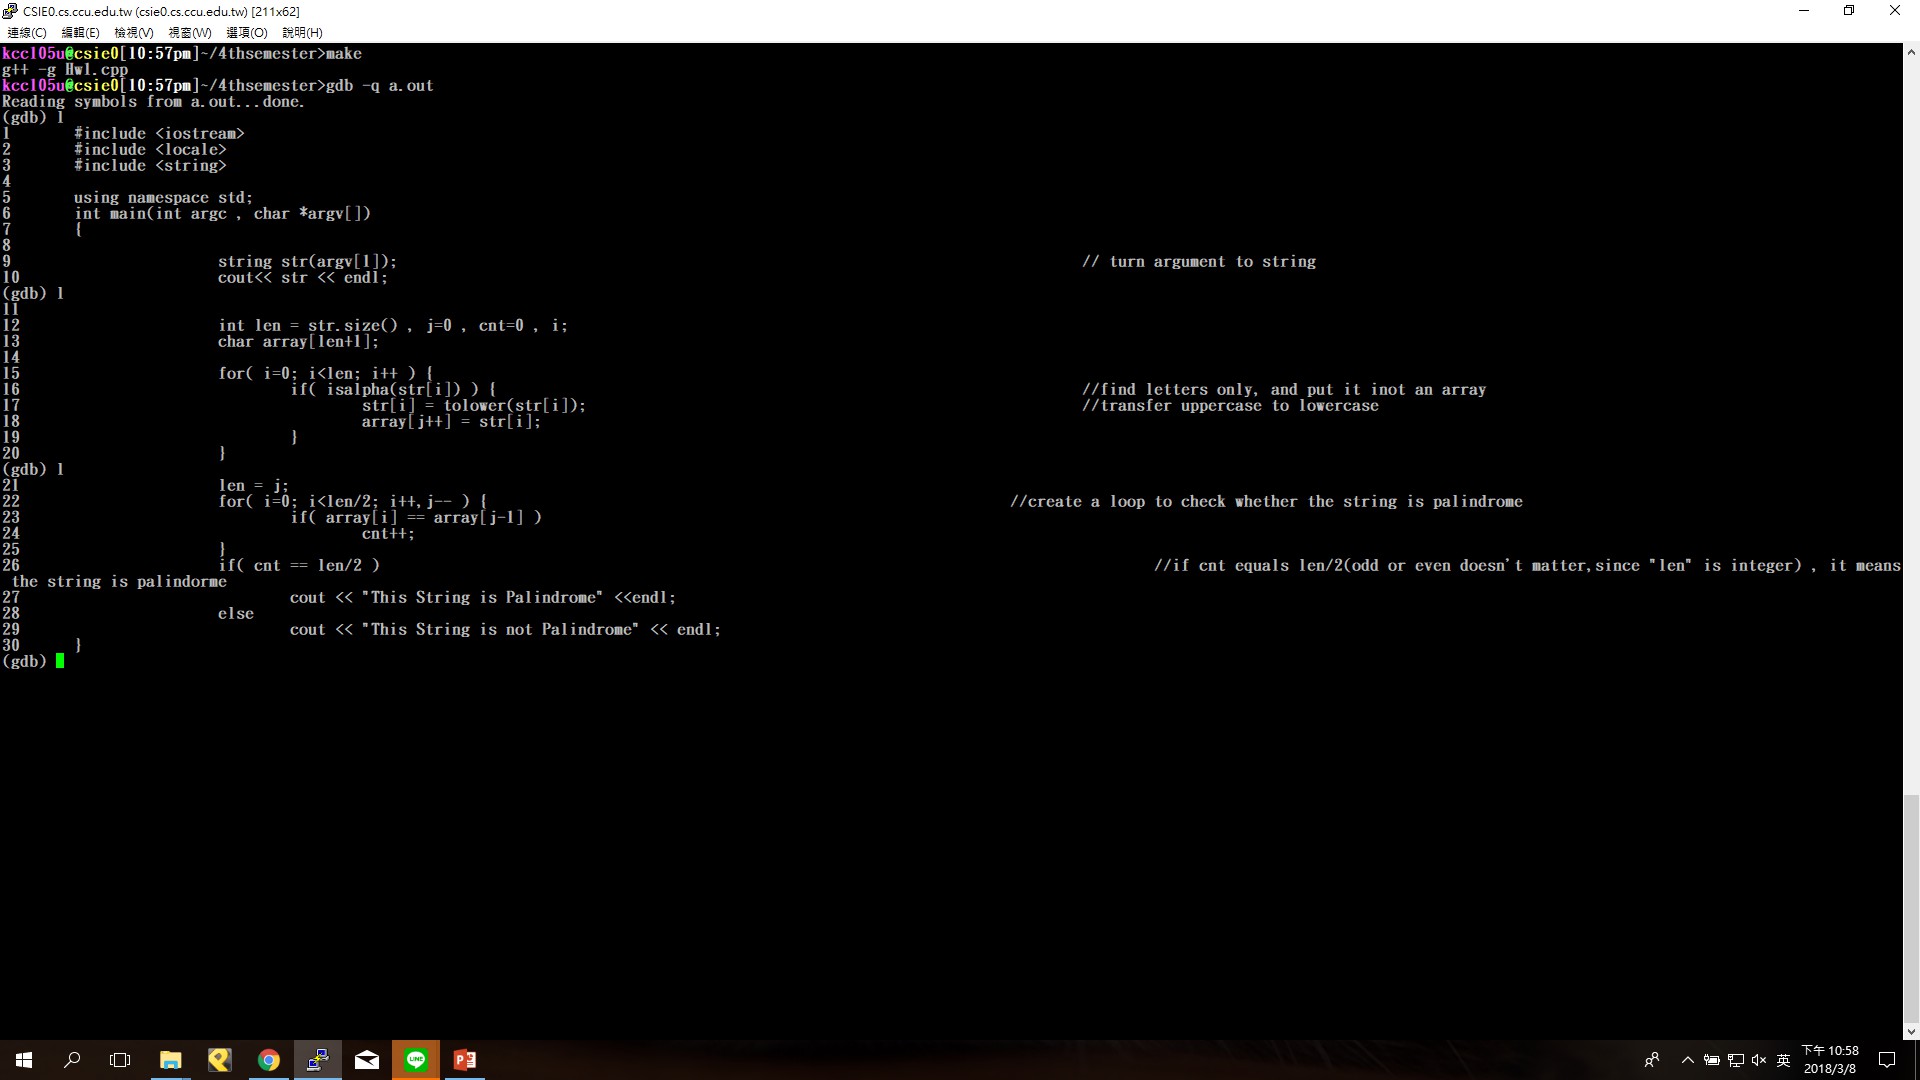 CSIE0.cs.ccu.edu.tw (csie0.cs.ccu.edu.tw) [211x62]
連線(C) 編輯(E) 檢視(V) 視窗(W) 選項(O) 說明(H)
kcc105u@csie0[10:57pm]~/4thsemester>make
g++ -g Hw1.cpp
kcc105u@csie0[10:57pm]~/4thsemester>gdb -q a.out
Reading symbols from a.out...done.
(gdb) l
1 #include <iostream>
2 #include <locale>
3 #include <string>
4
5 using namespace std;
6 int main(int argc , char *argv[])
7 {
8
9 string str(argv[1]); // turn argument to string
10 cout<< str << endl;
(gdb) l
11
12 int len = str.size() , j=0 , cnt=0 , i;
13 char array[len+1];
14
15 for( i=0; i<len; i++ ) {
16 if( isalpha(str[i]) ) { //find letters only, and put it inot an array
17 str[i] = tolower(str[i]); //transfer uppercase to lowercase
18 array[j++] = str[i];
19 }
20 }
(gdb) l
21 len = j;
22 for( i=0; i<len/2; i++,j-- ) { //create a loop to check whether the string is palindrome
23 if( array[i] == array[j-1] )
24 cnt++;
25 }
26 if( cnt == len/2 ) //if cnt equals len/2(odd or even doesn't matter,since "len" is integer) , it means
the string is palindorme
27 cout << "This String is Palindrome" <<endl;
28 else
29 cout << "This String is not Palindrome" << endl;
30 }
(gdb)
LINE
英
下午 10:58
2018/3/8